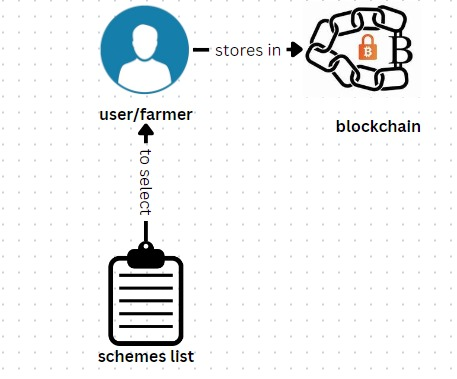 stores in
user/farmer
blockchain
to select
schemes list